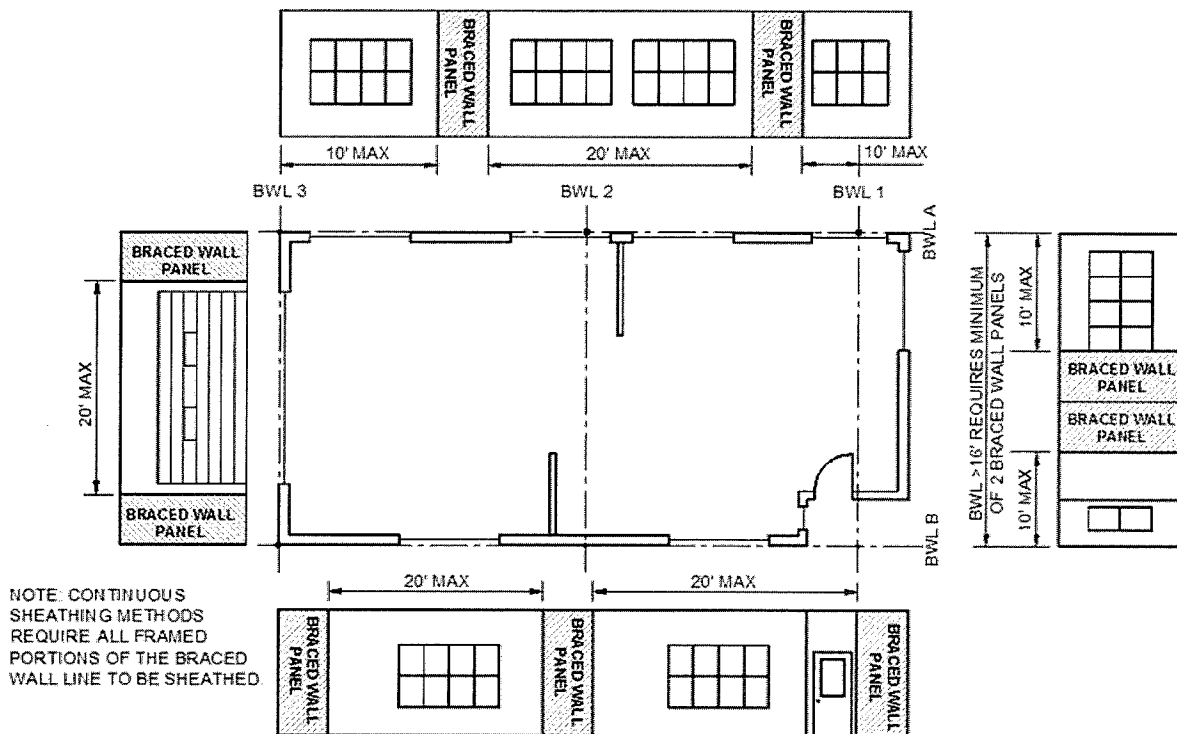 BRACED WALL
PANEL
BRACED WALL
PANEL
10' MAX
20' MAX
10' MAX
BWL 3
BWL 2
BWL 1
BWL A
BRACED WALL
PANEL
20' MAX
BRACED WALL
PANEL
BWL >16' REQUIRES MINIMUM
OF 2 BRACED WALL PANELS
10' MAX
BRACED WALL
PANEL
BRACED WALL
PANEL
10' MAX
BWL B
NOTE: CONTINUOUS
SHEATHING METHODS
REQUIRE ALL FRAMED
PORTIONS OF THE BRACED
WALL LINE TO BE SHEATHED.
20' MAX
20' MAX
BRACED WALL
PANEL
BRACED WALL
PANEL
BRACED WALL
PANEL